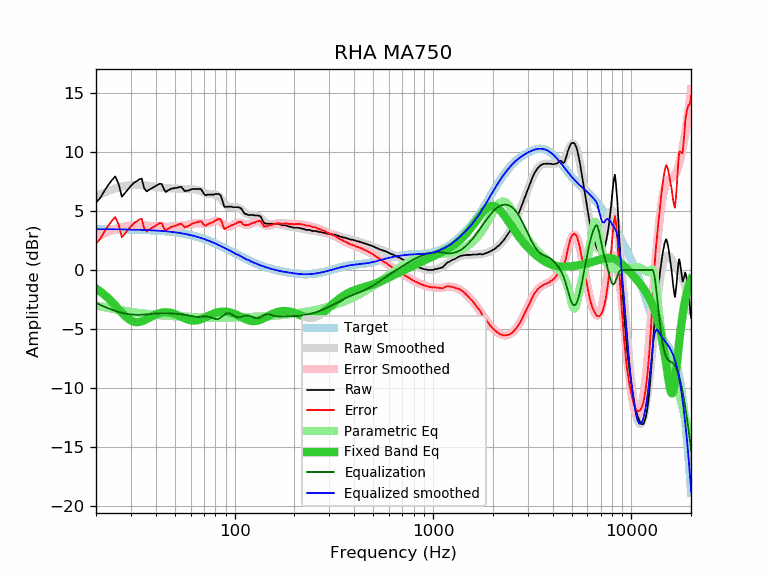 RHA MA750
Amplitude (dBr)
15
10
5
0
−5
−10
−15
−20
Target
Raw Smoothed
Error Smoothed
Raw
Error
Parametric Eq
Fixed Band Eq
Equalization
Equalized smoothed
100
1000
10000
Frequency (Hz)